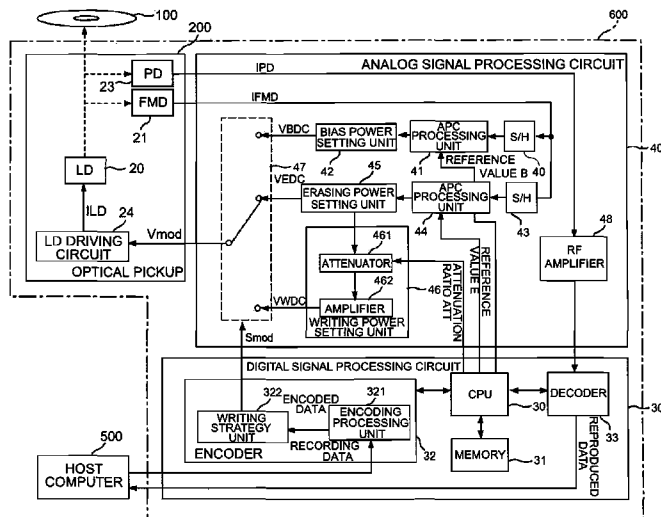 100
200
600
ANALOG SIGNAL PROCESSING CIRCUIT
PD
23
IPD
FMD
21
IFMD
VBDC
BIAS POWER
SETTING UNIT
42
APC
PROCESSING
UNIT
41
S/H
40
REFERENCE
VALUE B
47
45
VEDC
ERASING POWER
SETTING UNIT
APC
PROCESSING
UNIT
44
S/H
43
40
LD
20
ILD
24
LD DRIVING
CIRCUIT
OPTICAL PICKUP
Vmod
461
ATTENUATOR
462
AMPLIFIER
VWDC
WRITING POWER
SETTING UNIT
46
ATTENUATION
RATIO ATT
REFERENCE
VALUE E
48
RF
AMPLIFIER
Smod
DIGITAL SIGNAL PROCESSING CIRCUIT
322
WRITING
STRATEGY
UNIT
ENCODED
DATA
321
ENCODING
PROCESSING
UNIT
RECORDING
DATA
ENCODER
32
CPU
30
MEMORY
31
DECODER
33
REPRODUCED
DATA
30
500
HOST
COMPUTER